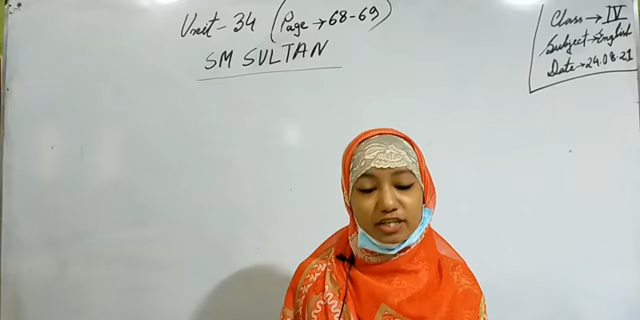 Unit - 34 (Page → 68-69)
SM SULTAN
Class → IV
Subject → English
Date → 24.08.21